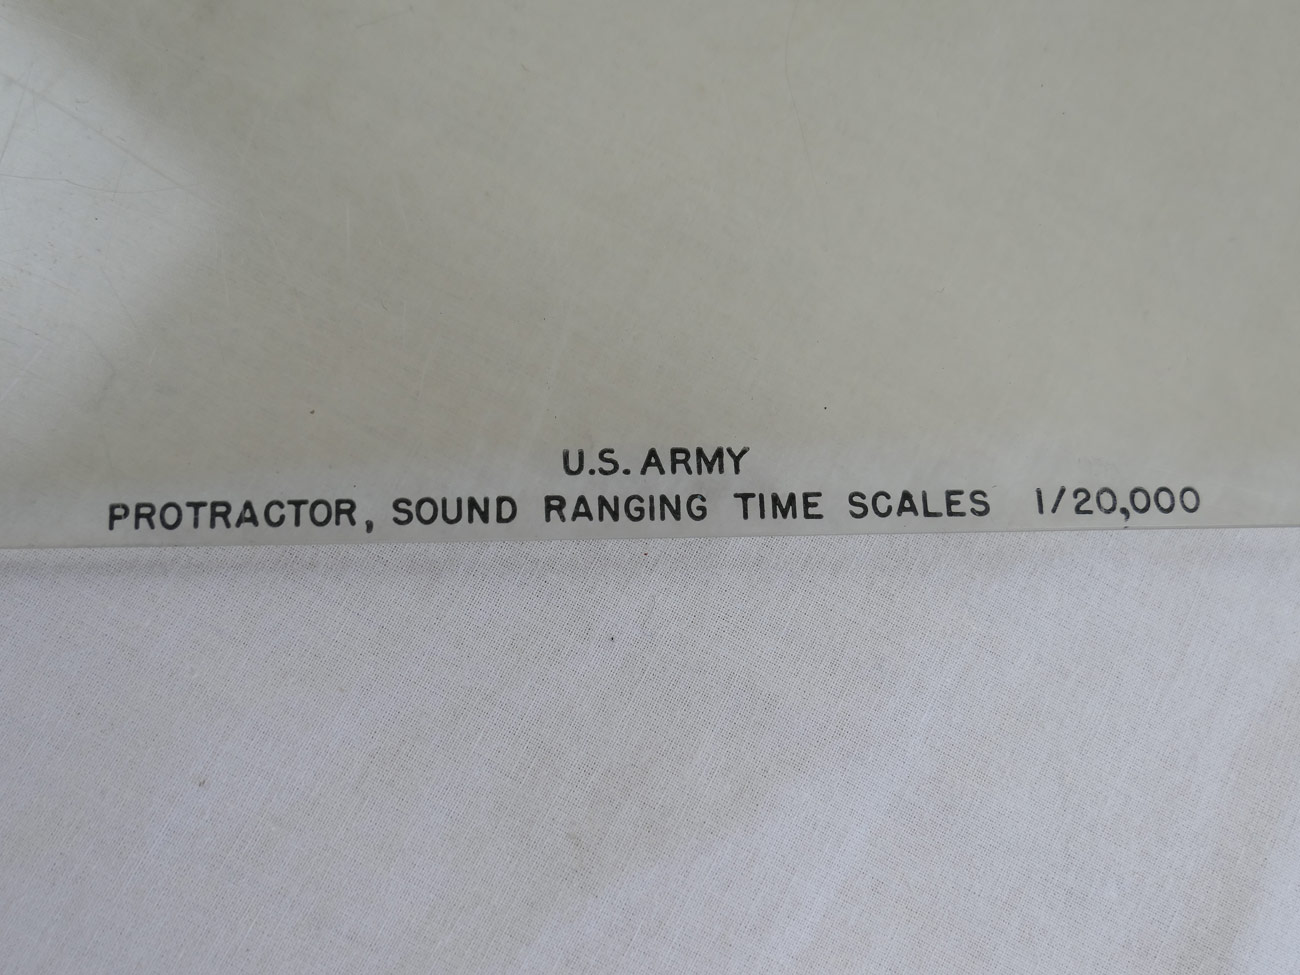 U.S. ARMY
PROTRACTOR, SOUND RANGING TIME SCALES 1/20,000